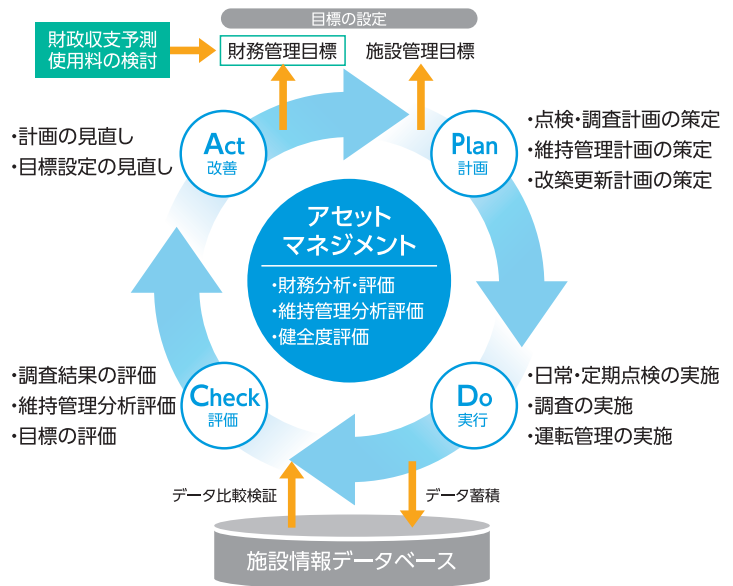 目標の設定
財政収支予測
使用料の検討
財務管理目標
施設管理目標
Act
改善
・計画の見直し
・目標設定の見直し
Plan
計画
・点検・調査計画の策定
・維持管理計画の策定
・改築更新計画の策定
アセット
マネジメント
・財務分析・評価
・維持管理分析評価
・健全度評価
Check
評価
・調査結果の評価
・維持管理分析評価
・目標の評価
Do
実行
・日常・定期点検の実施
・調査の実施
・運転管理の実施
データ比較検証
データ蓄積
施設情報データベース